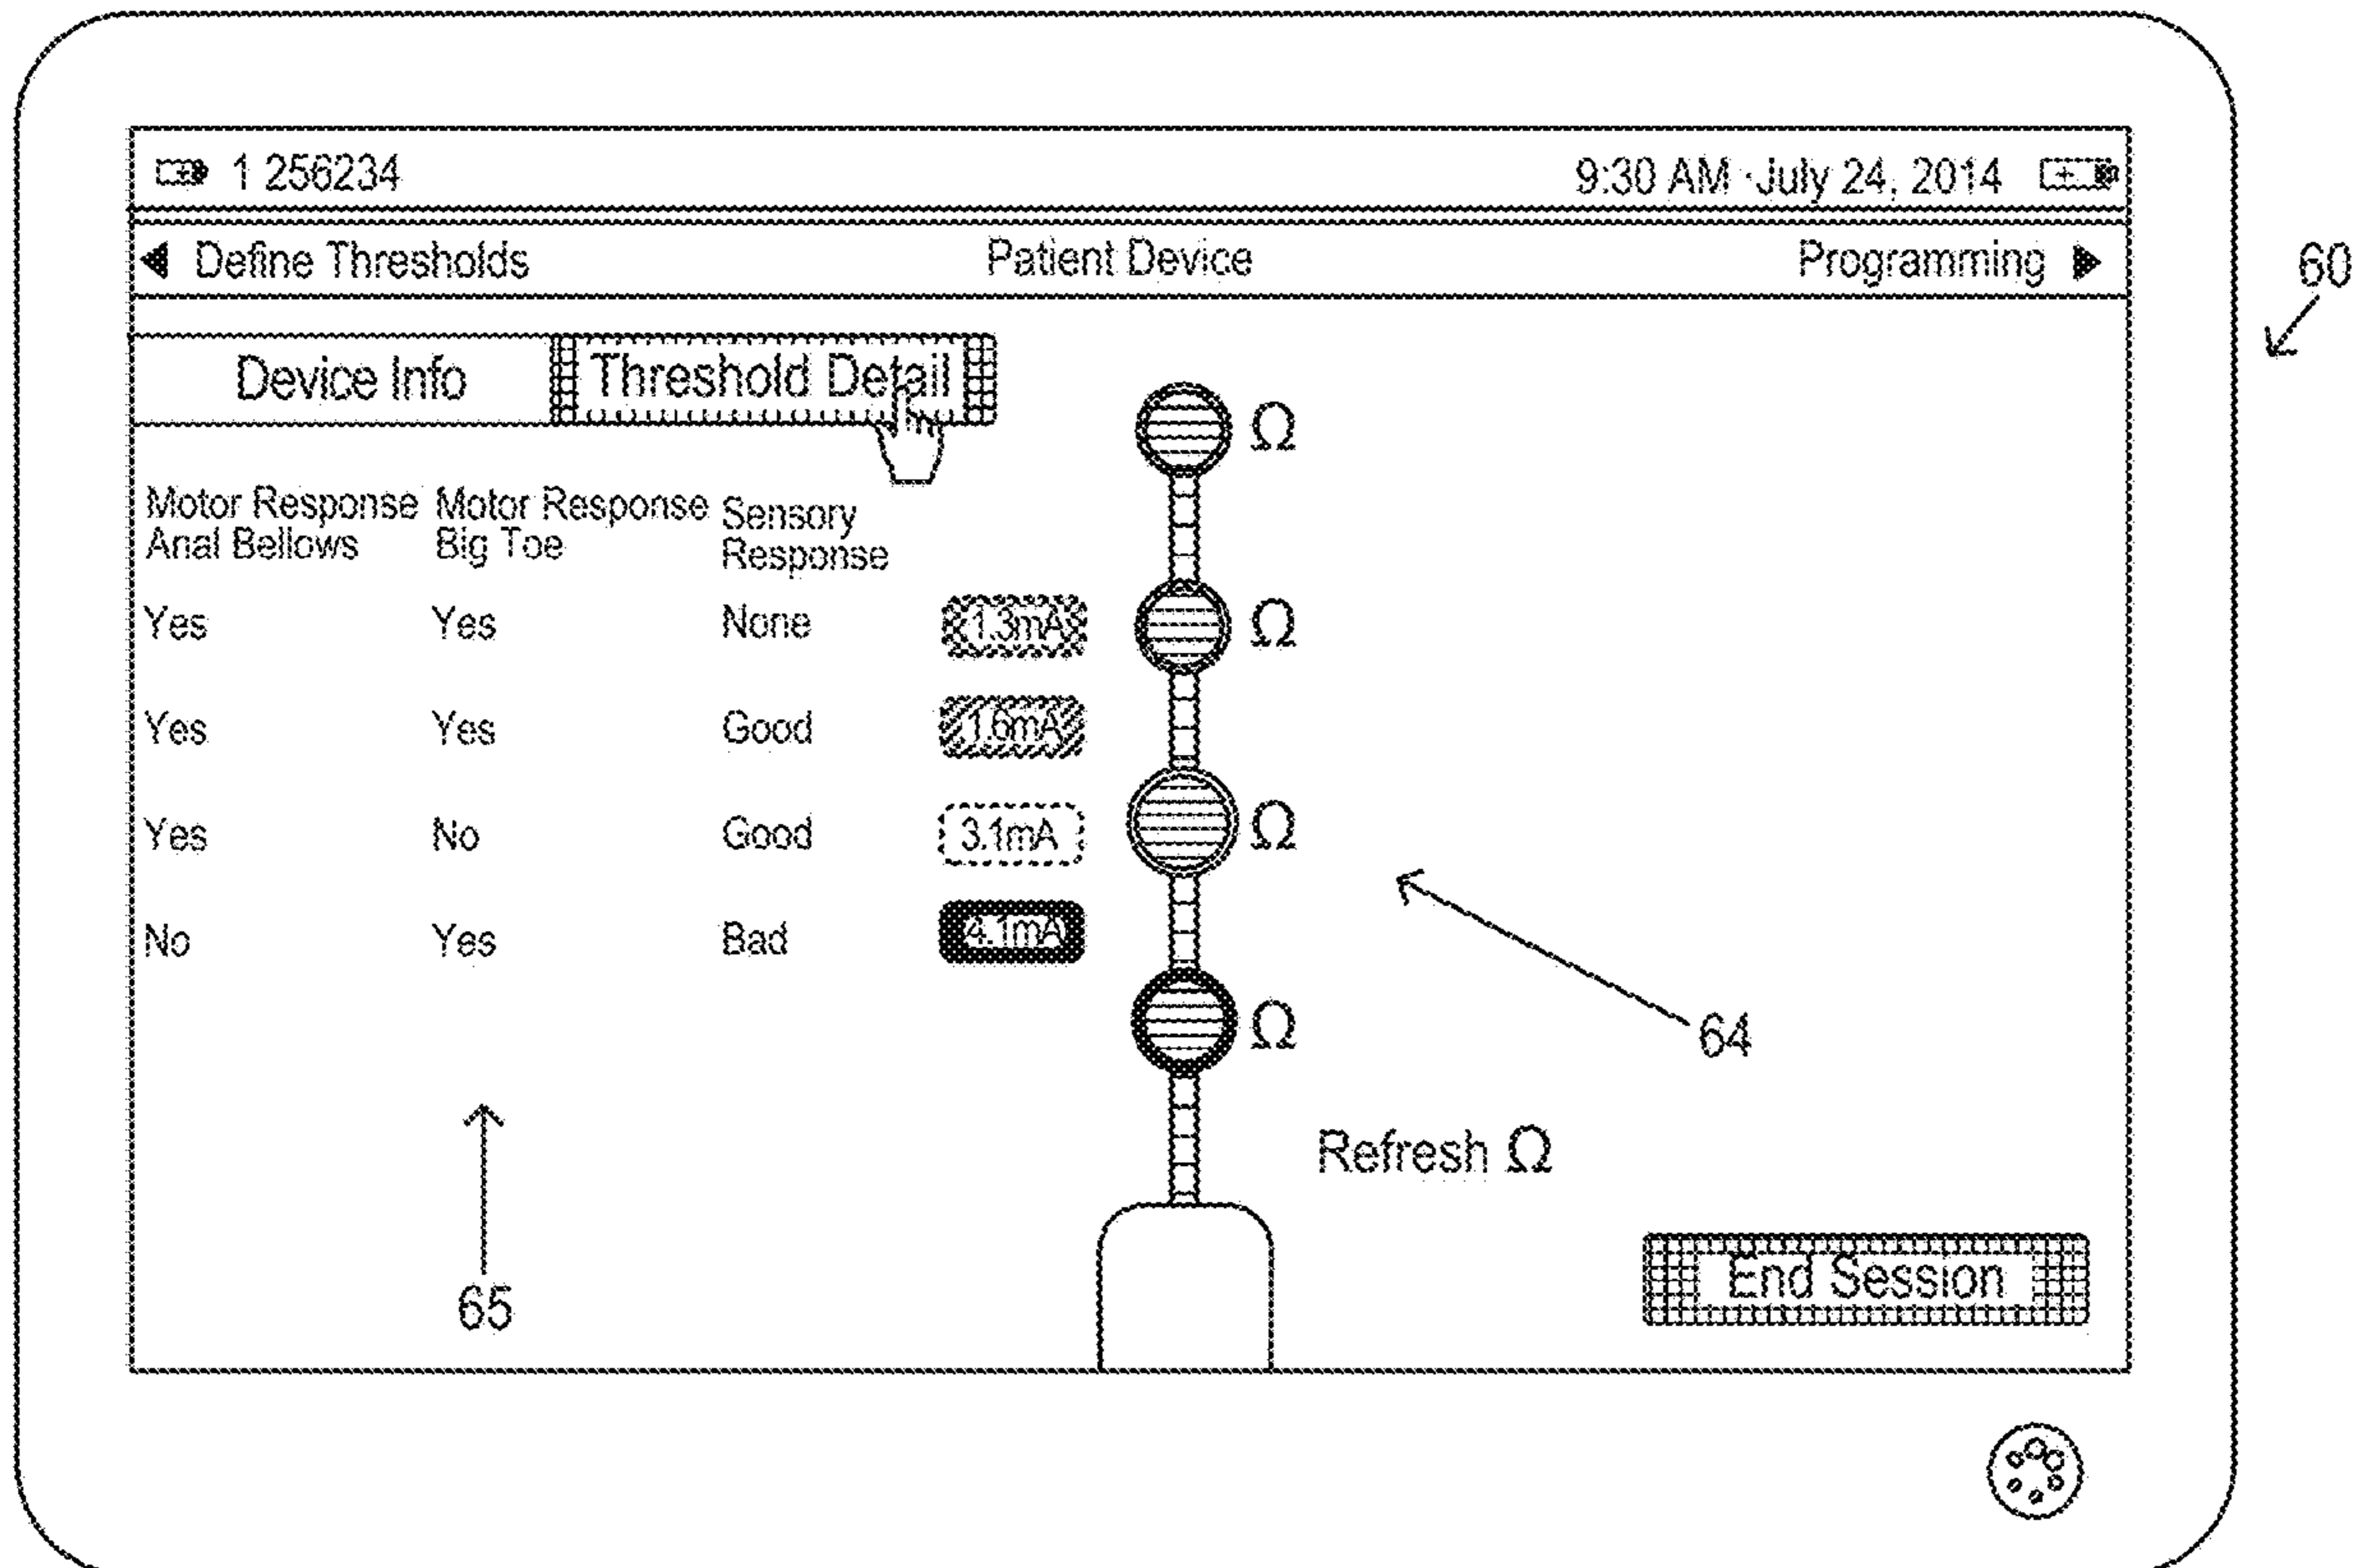 1 256234
9:30 AM · July 24, 2014
Define Thresholds
Patient Device
Programming
60
Device Info
Threshold Detail
Ω
Motor Response
Anal Bellows
Motor Response
Big Toe
Sensory
Response
Yes Yes None 1.3mA Ω
Yes Yes Good 1.6mA
Yes No Good 3.1mA Ω
No Yes Bad 4.1mA
Ω
64
Refresh Ω
End Session
65